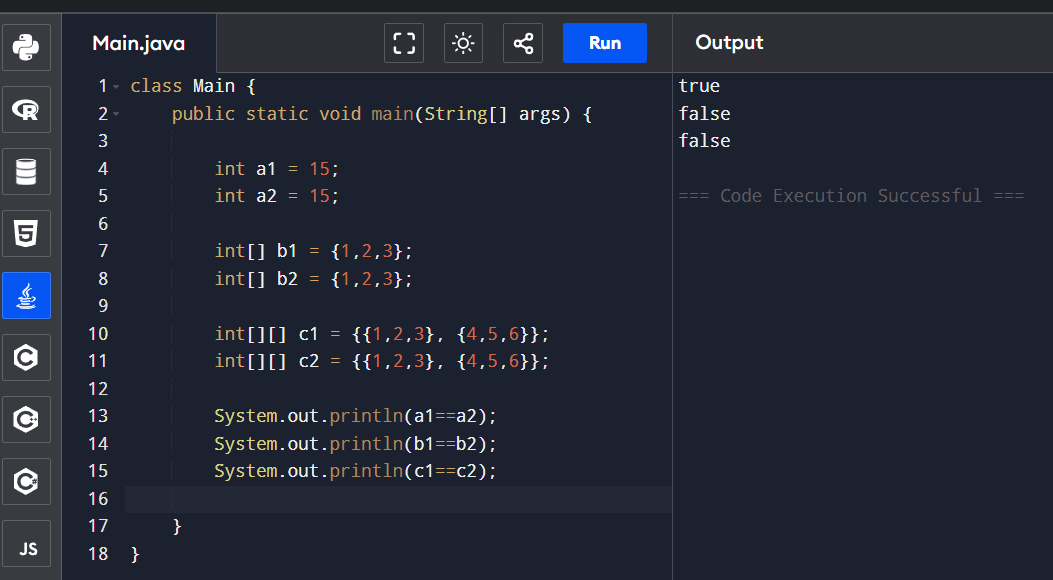 Main.java
Run
Output
1 class Main {
2 public static void main(String[] args) {
3
4 int a1 = 15;
5 int a2 = 15;
6
7 int[] b1 = {1,2,3};
8 int[] b2 = {1,2,3};
9
10 int[][] c1 = {{1,2,3}, {4,5,6}};
11 int[][] c2 = {{1,2,3}, {4,5,6}};
12
13 System.out.println(a1==a2);
14 System.out.println(b1==b2);
15 System.out.println(c1==c2);
16
17 }
18 }
true
false
false
=== Code Execution Successful ===
R
5
C
C++
C#
JS